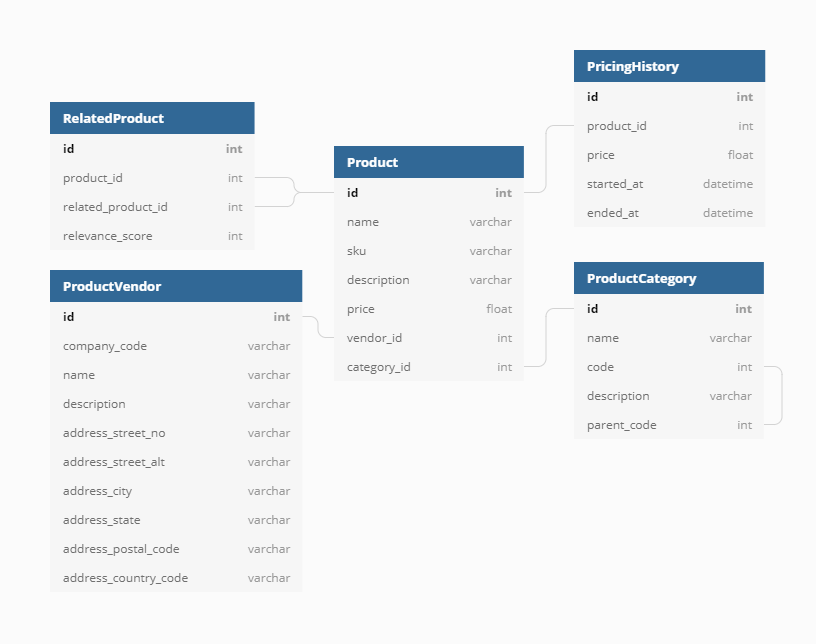 RelatedProduct
id int
product_id int
related_product_id int
relevance_score int
ProductVendor
id int
company_code varchar
name varchar
description varchar
address_street_no varchar
address_street_alt varchar
address_city varchar
address_state varchar
address_postal_code varchar
address_country_code varchar
Product
id int
name varchar
sku varchar
description varchar
price float
vendor_id int
category_id int
PricingHistory
id int
product_id int
price float
started_at datetime
ended_at datetime
ProductCategory
id int
name varchar
code int
description varchar
parent_code int